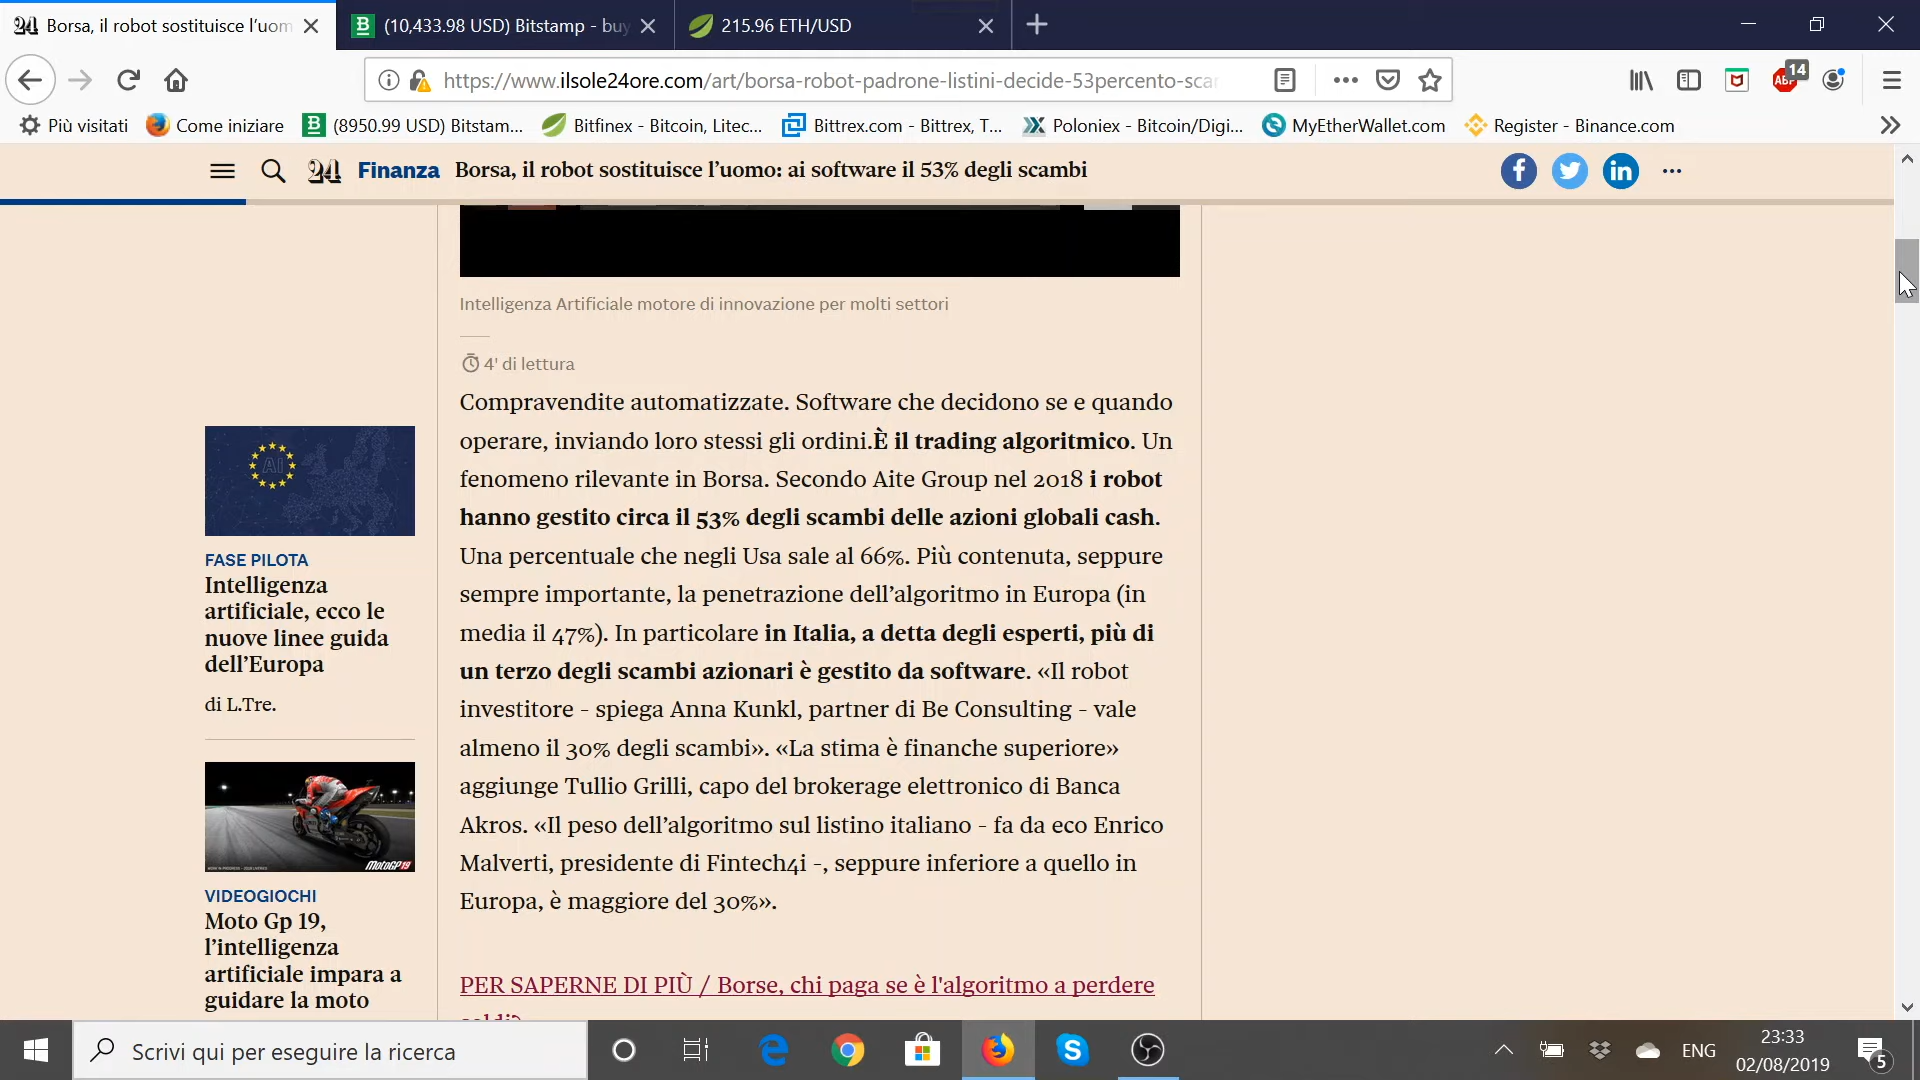 24 Borsa, il robot sostituisce l'uom
B (10,433.98 USD) Bitstamp - buy
215.96 ETH/USD
https://www.ilsole24ore.com/art/borsa-robot-padrone-listini-decide-53percento-sca
ABP
14
Più visitati
Come iniziare
B (8950.99 USD) Bitstam...
Bitfinex - Bitcoin, Litec...
Bittrex.com - Bittrex, T...
Poloniex - Bitcoin/Digi...
MyEtherWallet.com
Register - Binance.com
24 Finanza Borsa, il robot sostituisce l'uomo: ai software il 53% degli scambi
Intelligenza Artificiale motore di innovazione per molti settori
4' di lettura
Compravendite automatizzate. Software che decidono se e quando
operare, inviando loro stessi gli ordini.È il trading algoritmico. Un
fenomeno rilevante in Borsa. Secondo Aite Group nel 2018 i robot
hanno gestito circa il 53% degli scambi delle azioni globali cash.
Una percentuale che negli Usa sale al 66%. Più contenuta, seppure
sempre importante, la penetrazione dell'algoritmo in Europa (in
media il 47%). In particolare in Italia, a detta degli esperti, più di
un terzo degli scambi azionari è gestito da software. «Il robot
investitore - spiega Anna Kunkl, partner di Be Consulting - vale
almeno il 30% degli scambi». «La stima è finanche superiore»
aggiunge Tullio Grilli, capo del brokerage elettronico di Banca
Akros. «Il peso dell'algoritmo sul listino italiano - fa da eco Enrico
Malverti, presidente di Fintech4i -, seppure inferiore a quello in
Europa, è maggiore del 30%».
PER SAPERNE DI PIÙ / Borse, chi paga se è l'algoritmo a perdere
AI
FASE PILOTA
Intelligenza
artificiale, ecco le
nuove linee guida
dell'Europa
di L.Tre.
MotoGP19
VIDEOGIOCHI
Moto Gp 19,
l'intelligenza
artificiale impara a
guidare la moto
Scrivi qui per eseguire la ricerca
ENG
23:33
02/08/2019
5